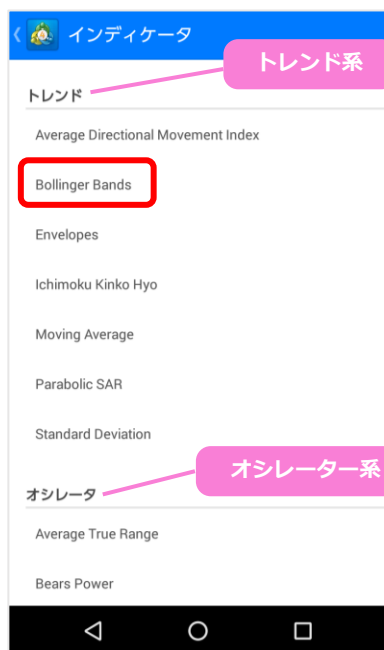 インディケータ
トレンド系
トレンド
Average Directional Movement Index
Bollinger Bands
Envelopes
Ichimoku Kinko Hyo
Moving Average
Parabolic SAR
Standard Deviation
オシレーター系
オシレータ
Average True Range
Bears Power